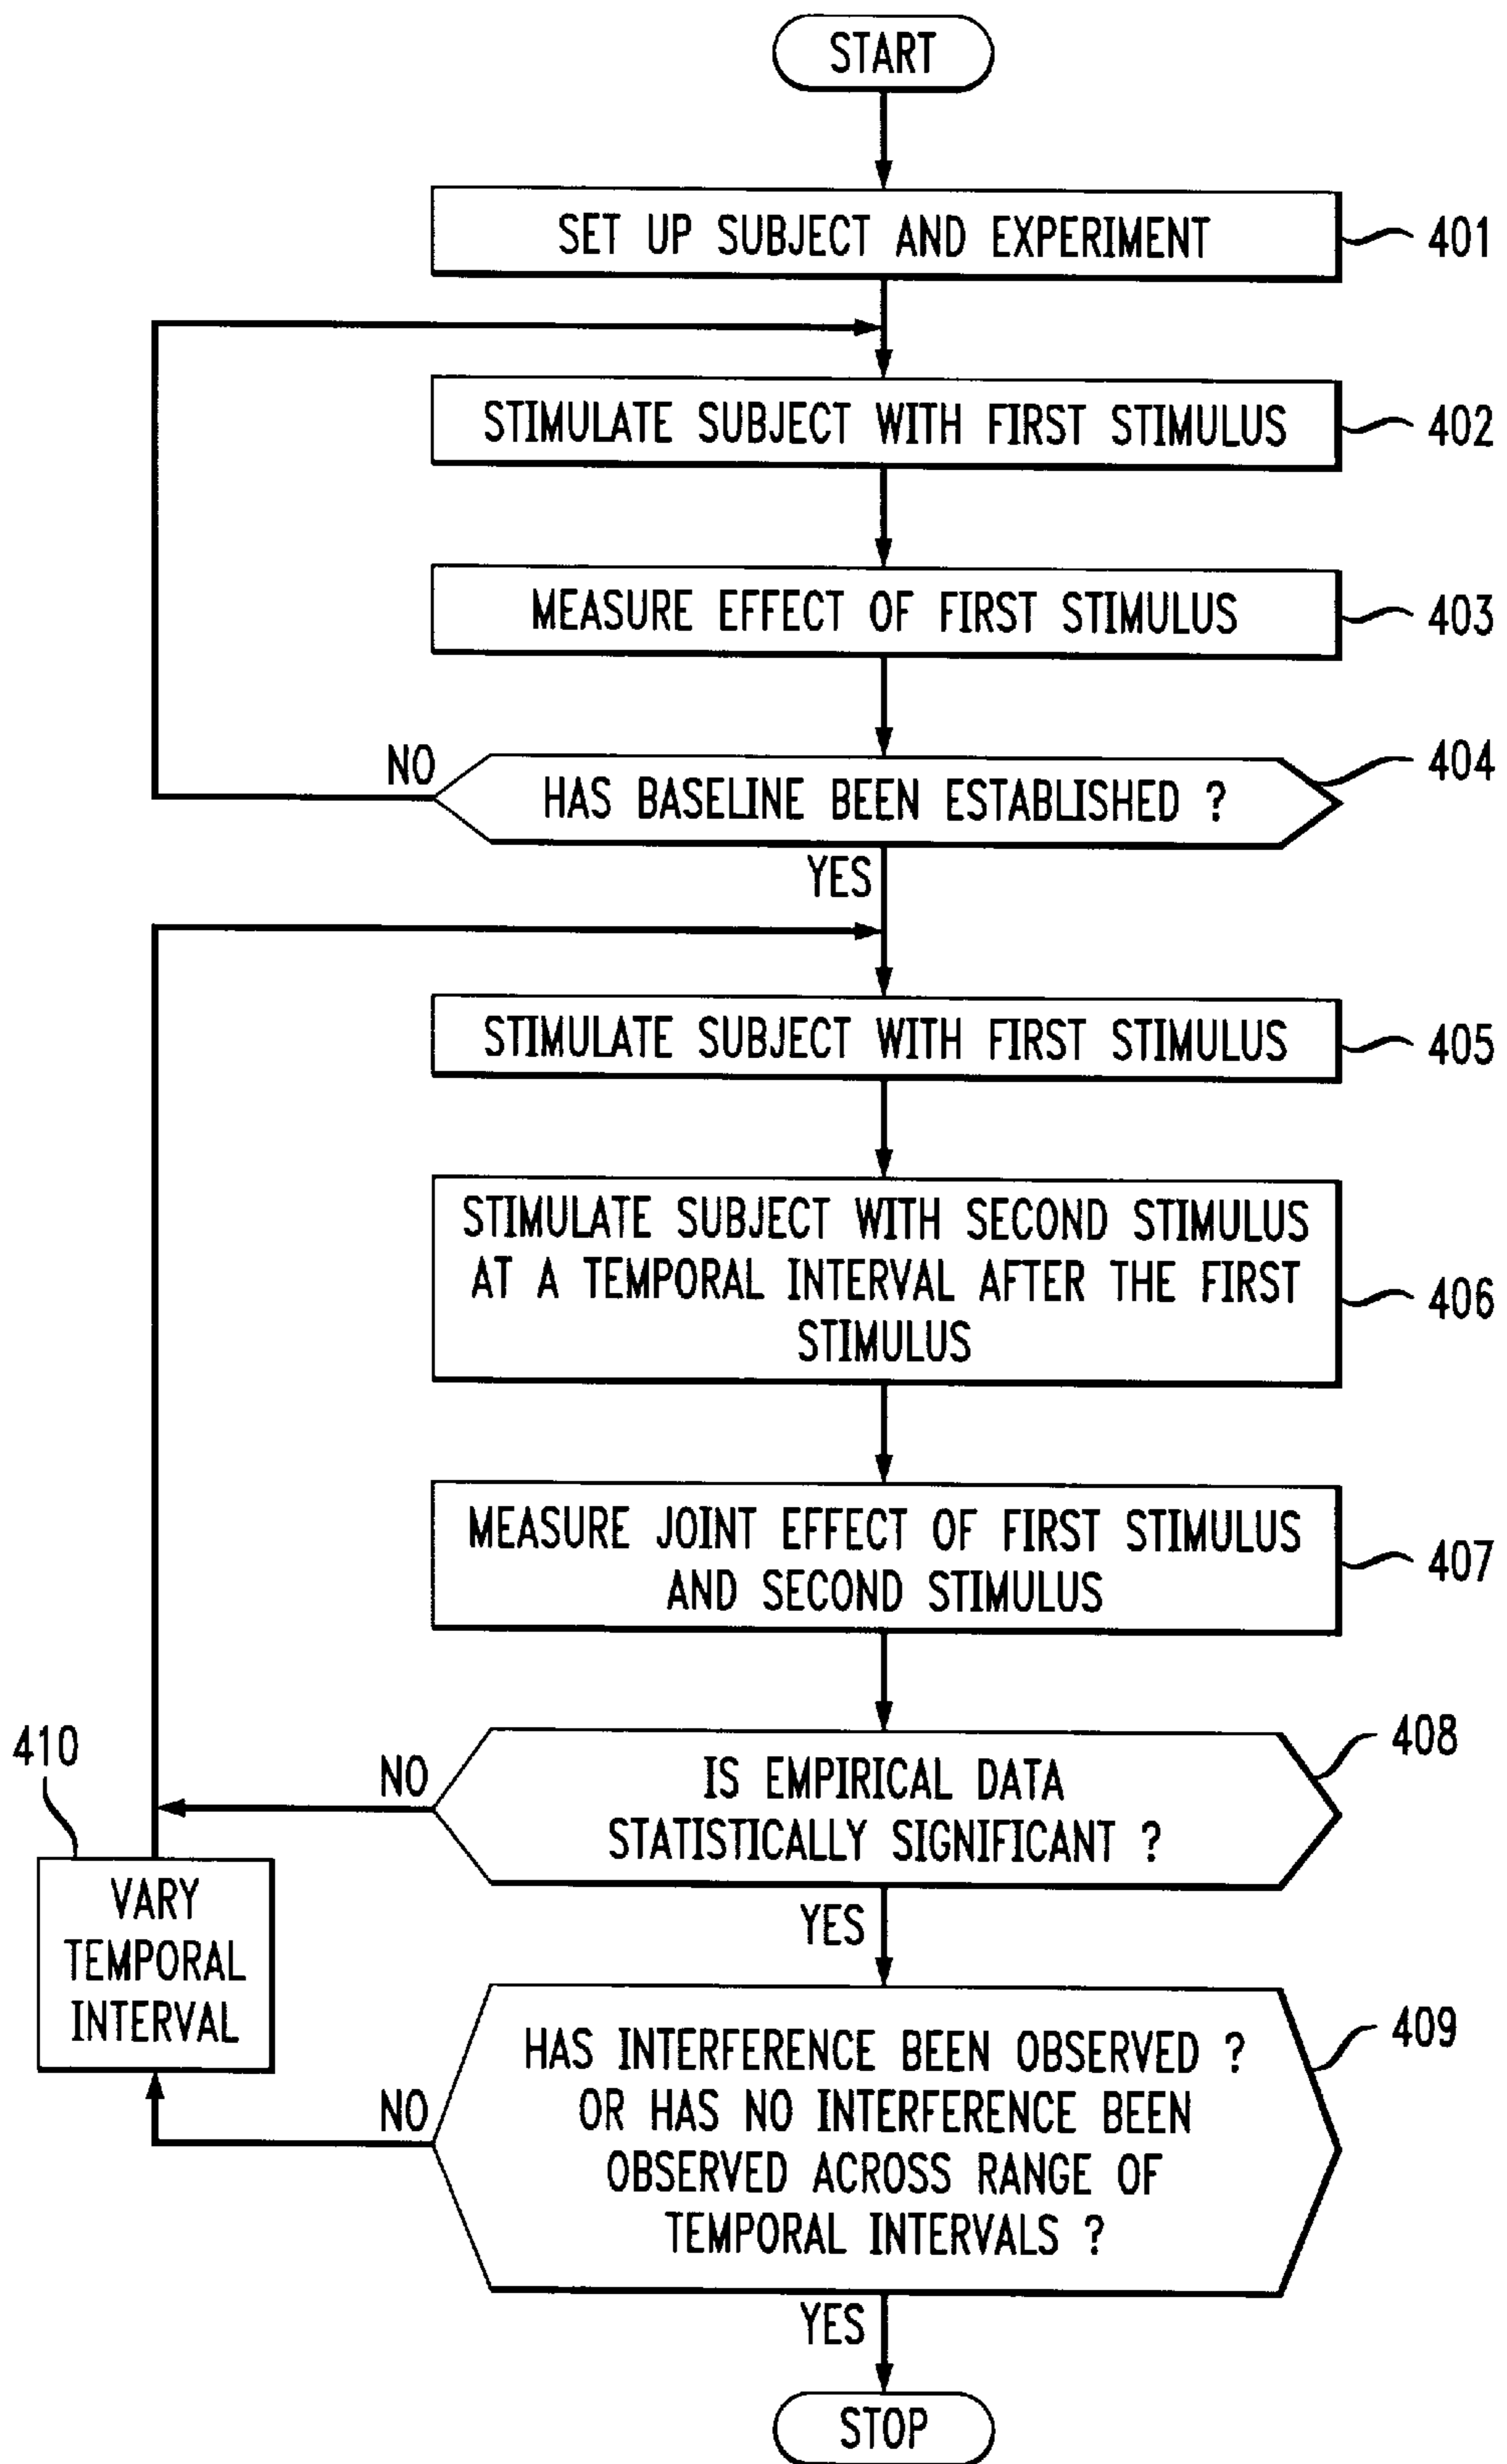 START
SET UP SUBJECT AND EXPERIMENT
401
STIMULATE SUBJECT WITH FIRST STIMULUS
402
MEASURE EFFECT OF FIRST STIMULUS
403
NO
HAS BASELINE BEEN ESTABLISHED ?
404
YES
STIMULATE SUBJECT WITH FIRST STIMULUS
405
STIMULATE SUBJECT WITH SECOND STIMULUS
AT A TEMPORAL INTERVAL AFTER THE FIRST
STIMULUS
406
MEASURE JOINT EFFECT OF FIRST STIMULUS
AND SECOND STIMULUS
407
410
NO
IS EMPIRICAL DATA
STATISTICALLY SIGNIFICANT ?
408
VARY
TEMPORAL
INTERVAL
YES
NO
HAS INTERFERENCE BEEN OBSERVED ?
OR HAS NO INTERFERENCE BEEN
OBSERVED ACROSS RANGE OF
TEMPORAL INTERVALS ?
409
YES
STOP